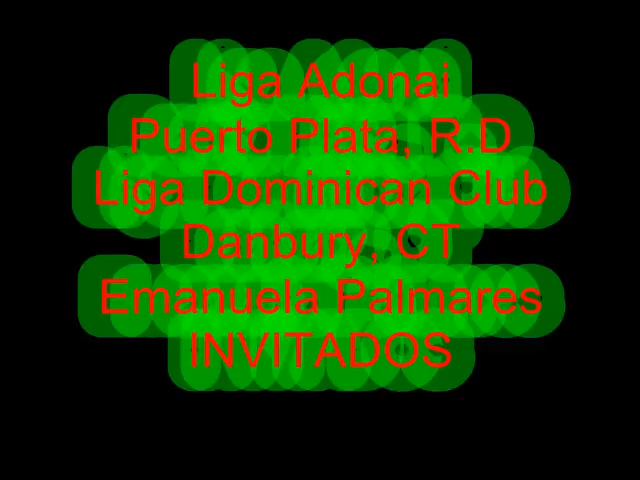 Liga Adonai
Puerto Plata, R.D
Liga Dominican Club
Danbury, CT
Emanuela Palmares
INVITADOS